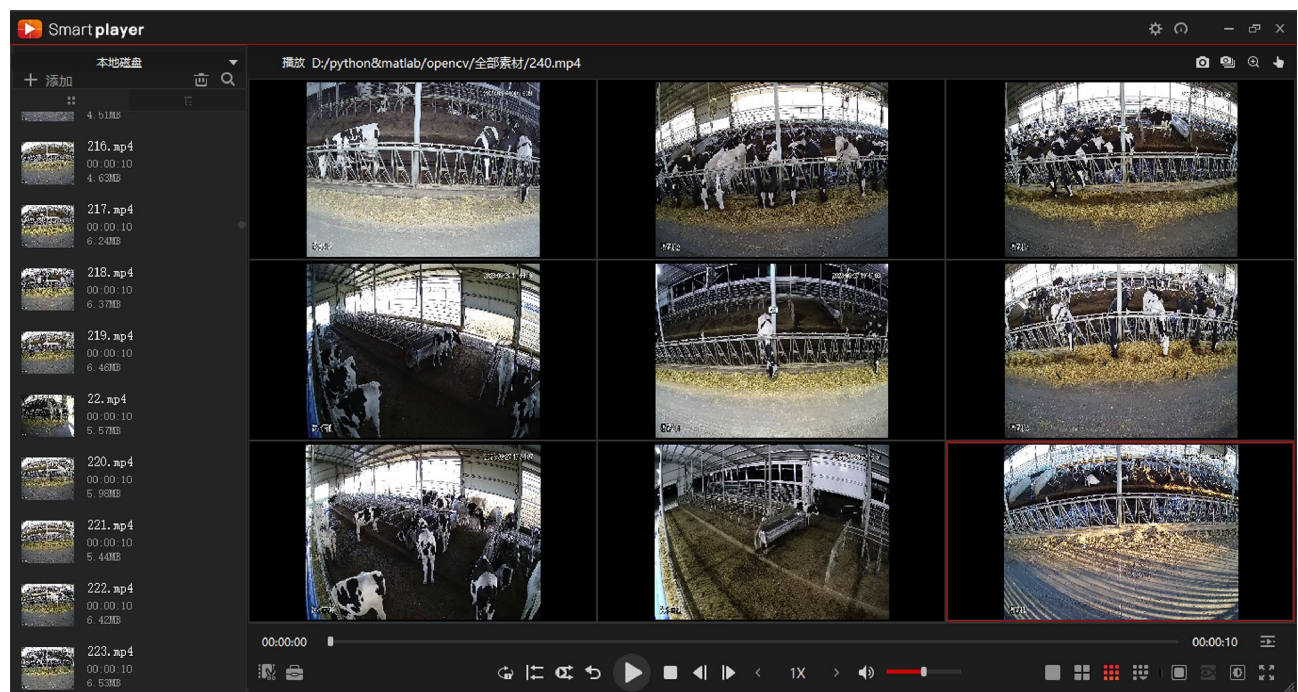 Smartplayer
本地磁盘
播放 D:/python&matlab/opencv/全部素材/240.mp4
添加
4.51MB
216.mp4
00:00:10
4.63MB
217.mp4
00:00:10
6.24MB
218.mp4
00:00:10
6.37MB
219.mp4
00:00:10
6.46MB
22.mp4
00:00:10
5.57MB
220.mp4
00:00:10
5.98MB
221.mp4
00:00:10
5.44MB
222.mp4
00:00:10
6.42MB
223.mp4
00:00:10
6.53MB
00:00:00
00:00:10
1X